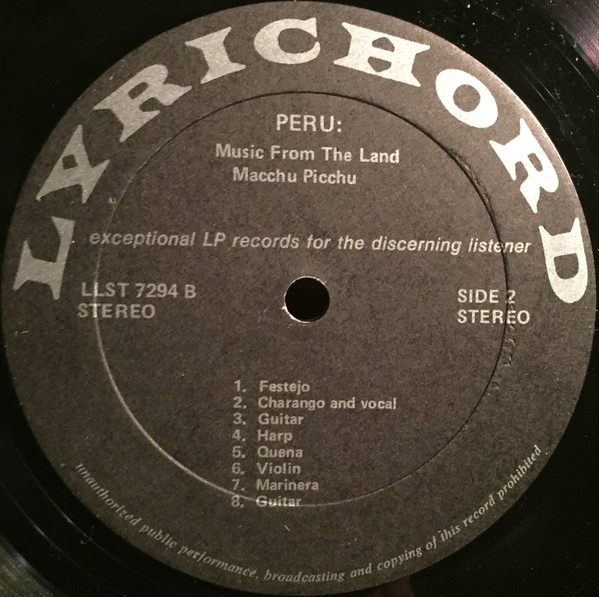 LYRICHORD
PERU:
Music From The Land
Macchu Picchu
exceptional LP records for the discerning listener
LLST 7294 B
STEREO
SIDE 2
STEREO
1. Festejo
2. Charango and vocal
3. Guitar
4. Harp
5. Quena
6. Violin
7. Marinera
8. Guitar
unauthorized public performance, broadcasting and copying of this record prohibited